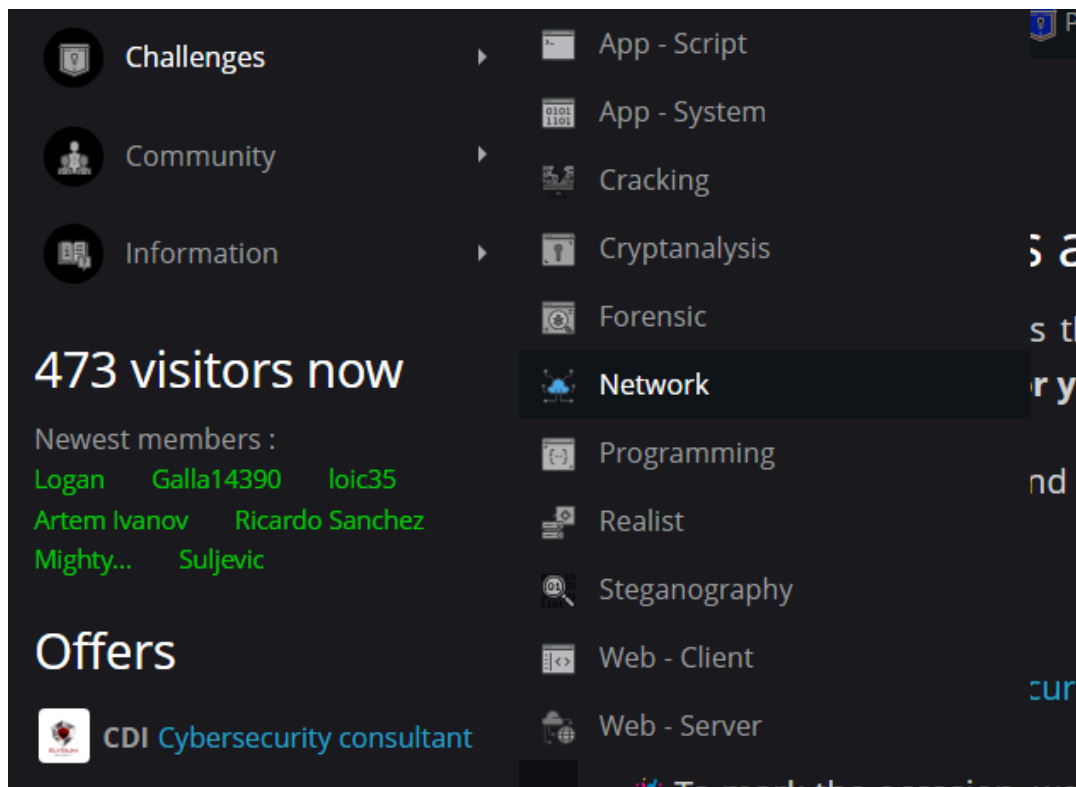 Challenges
Community
Information
473 visitors now
Newest members :
Logan Galla14390 loic35
Artem Ivanov Ricardo Sanchez
Mighty... Suljevic
Offers
CDI Cybersecurity consultant
App - Script
App - System
Cracking
Cryptanalysis
Forensic
Network
Programming
Realist
Steganography
Web - Client
Web - Server